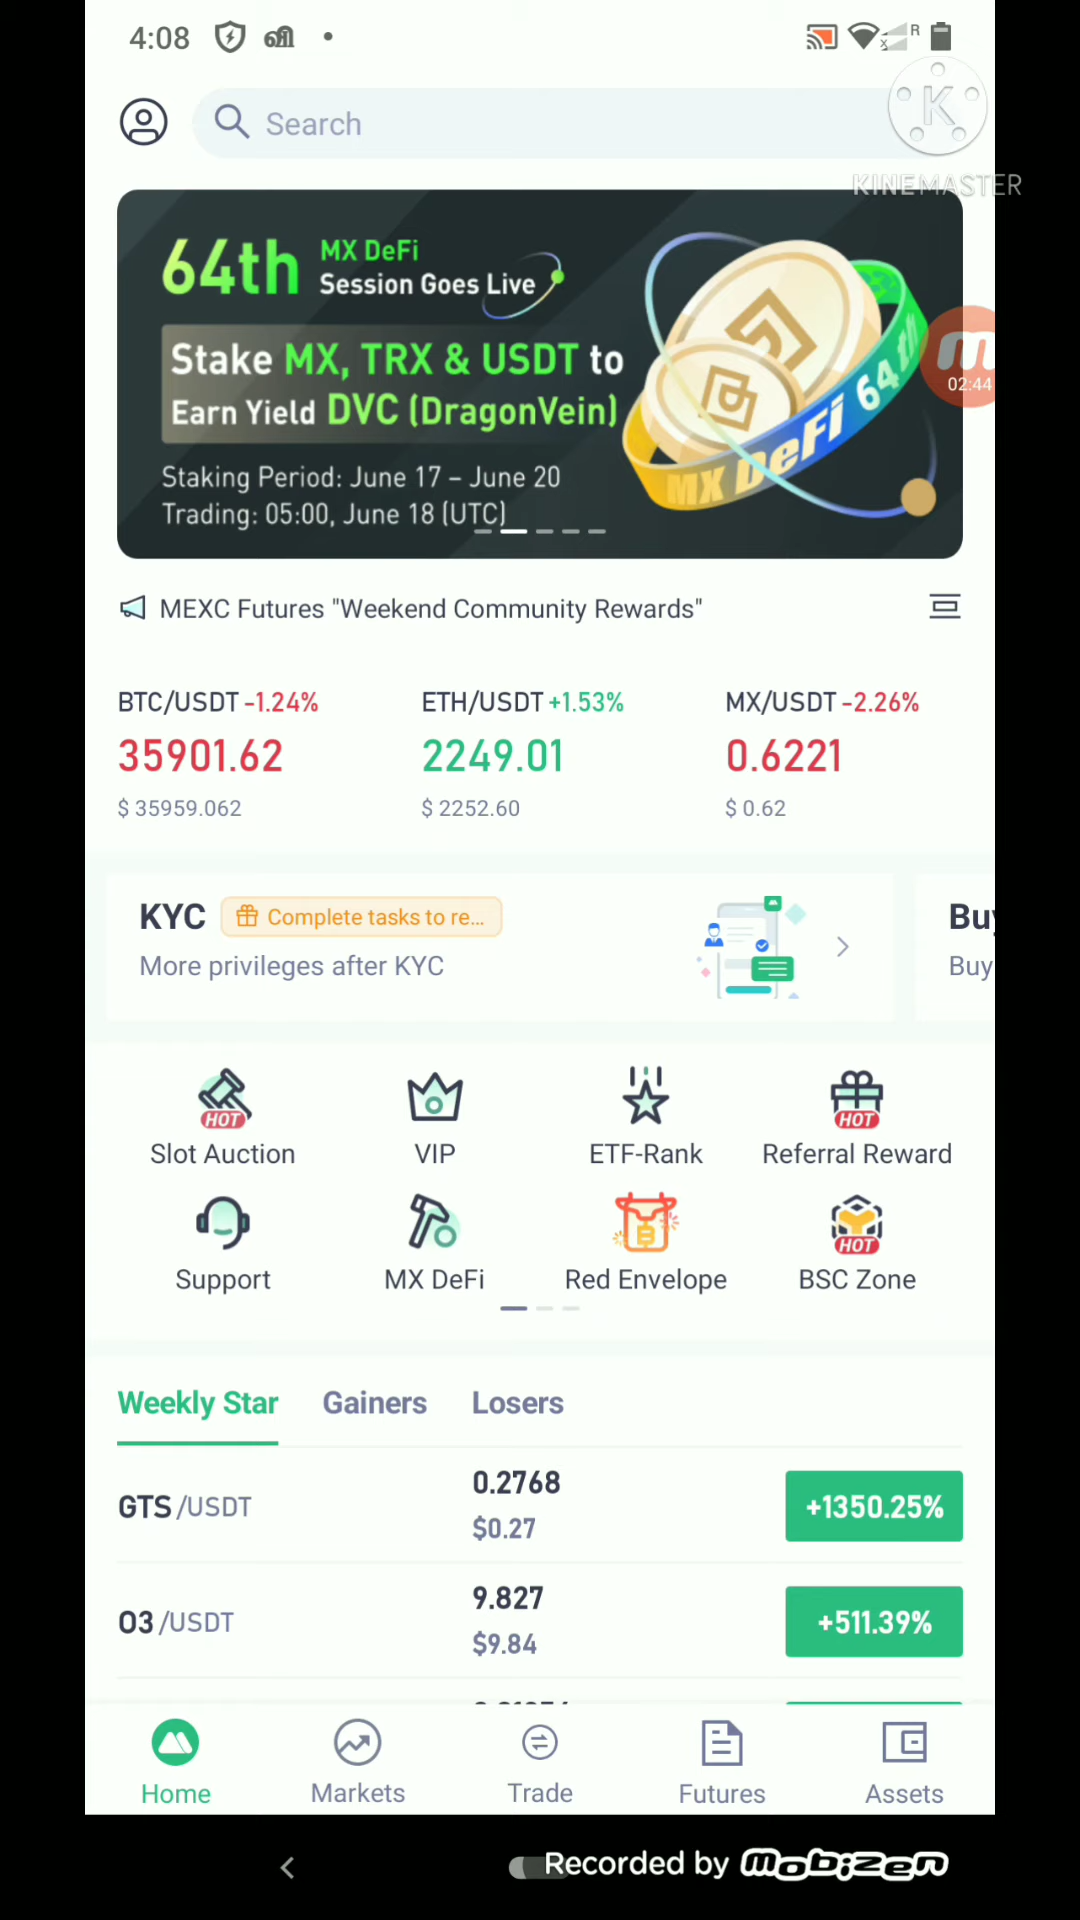 4:08
வி
R
Search
K
KINEMASTER
64th
MX DeFi
Session Goes Live
Stake MX, TRX & USDT to
Earn Yield DVC (DragonVein)
Staking Period: June 17 – June 20
Trading: 05:00, June 18 (UTC)
MX DeFi 64th
02:44
MEXC Futures "Weekend Community Rewards"
BTC/USDT -1.24%
35901.62
$ 35959.062
ETH/USDT +1.53%
2249.01
$ 2252.60
MX/USDT -2.26%
0.6221
$ 0.62
KYC
Complete tasks to re...
More privileges after KYC
Buy
Buy
HOT
Slot Auction
VIP
ETF-Rank
HOT
Referral Reward
Support
MX DeFi
Red Envelope
HOT
BSC Zone
Weekly Star
Gainers
Losers
GTS /USDT
0.2768
$0.27
+1350.25%
O3 /USDT
9.827
$9.84
+511.39%
Home
Markets
Trade
Futures
Assets
Recorded by Mobizen